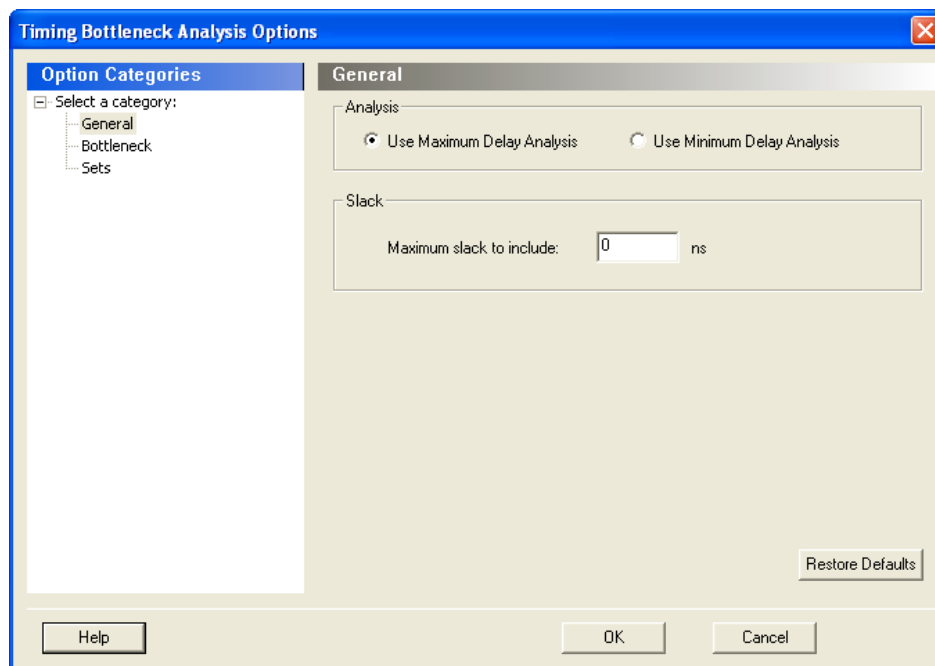 Timing Bottleneck Analysis Options
Option Categories
Select a category:
General
Bottleneck
Sets
General
Analysis
Use Maximum Delay Analysis
Use Minimum Delay Analysis
Slack
Maximum slack to include: 0 ns
Restore Defaults
Help
OK
Cancel